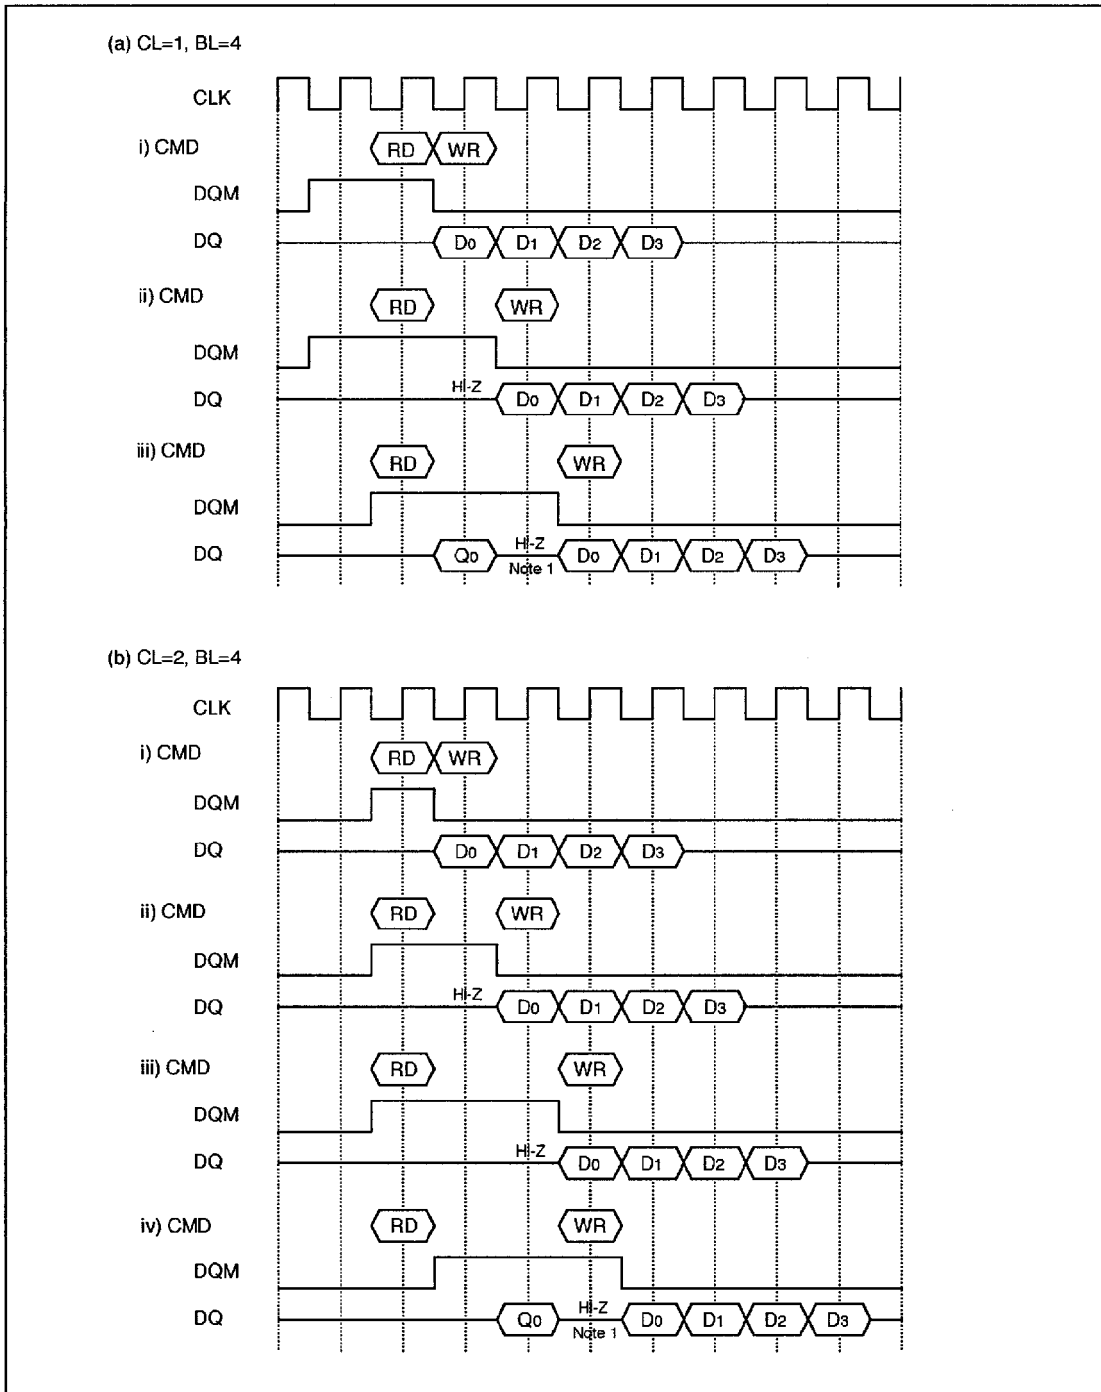 (a) CL=1, BL=4
CLK
i) CMD RD WR
DQM
DQ D0 D1 D2 D3
ii) CMD RD WR
DQM
DQ HI-Z D0 D1 D2 D3
iii) CMD RD WR
DQM
DQ Q0 HI-Z D0 D1 D2 D3
Note 1
(b) CL=2, BL=4
CLK
i) CMD RD WR
DQM
DQ D0 D1 D2 D3
ii) CMD RD WR
DQM
DQ HI-Z D0 D1 D2 D3
iii) CMD RD WR
DQM
DQ HI-Z D0 D1 D2 D3
iv) CMD RD WR
DQM
DQ Q0 HI-Z D0 D1 D2 D3
Note 1